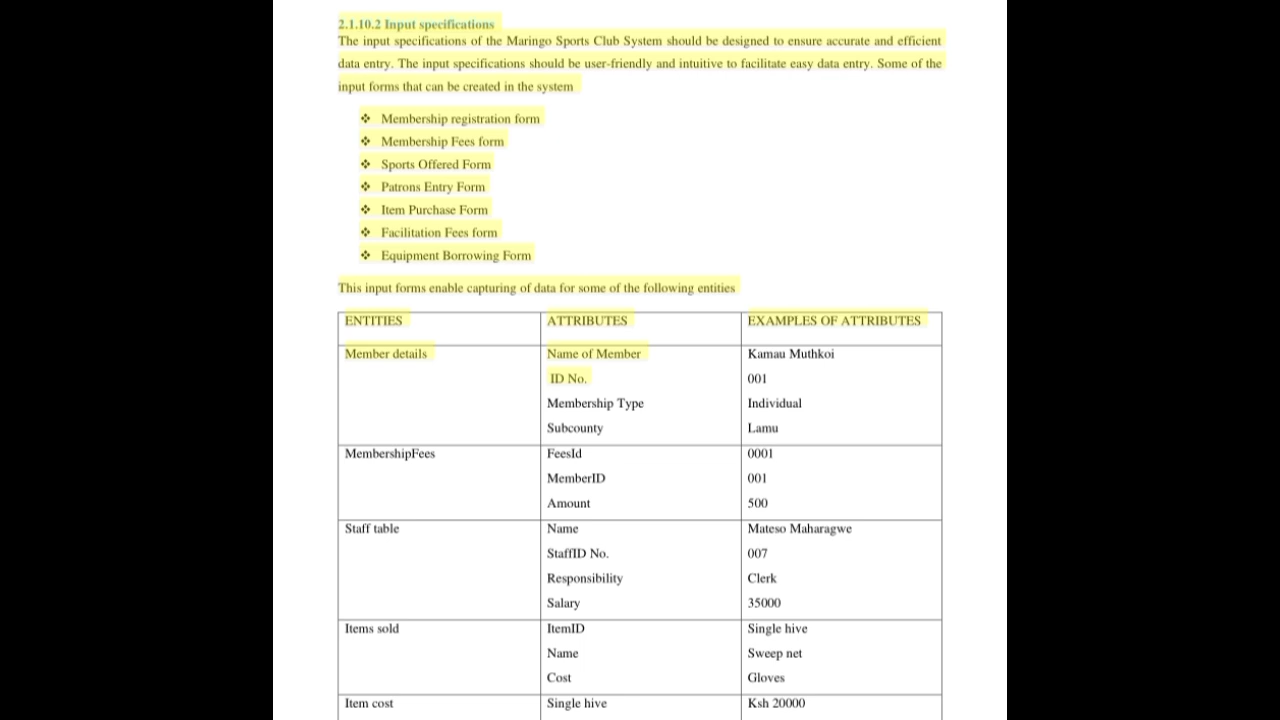 2.1.10.2 Input specifications
The input specifications of the Maringo Sports Club System should be designed to ensure accurate and efficient
data entry. The input specifications should be user-friendly and intuitive to facilitate easy data entry. Some of the
input forms that can be created in the system
❖ Membership registration form
❖ Membership Fees form
❖ Sports Offered Form
❖ Patrons Entry Form
❖ Item Purchase Form
❖ Facilitation Fees form
❖ Equipment Borrowing Form
This input forms enable capturing of data for some of the following entities
ENTITIES ATTRIBUTES EXAMPLES OF ATTRIBUTES
Member details Name of Member Kamau Muthkoi
ID No. 001
Membership Type Individual
Subcounty Lamu
MembershipFees FeesId 0001
MemberID 001
Amount 500
Staff table Name Mateso Maharagwe
StaffID No. 007
Responsibility Clerk
Salary 35000
Items sold ItemID Single hive
Name Sweep net
Cost Gloves
Item cost Single hive Ksh 20000